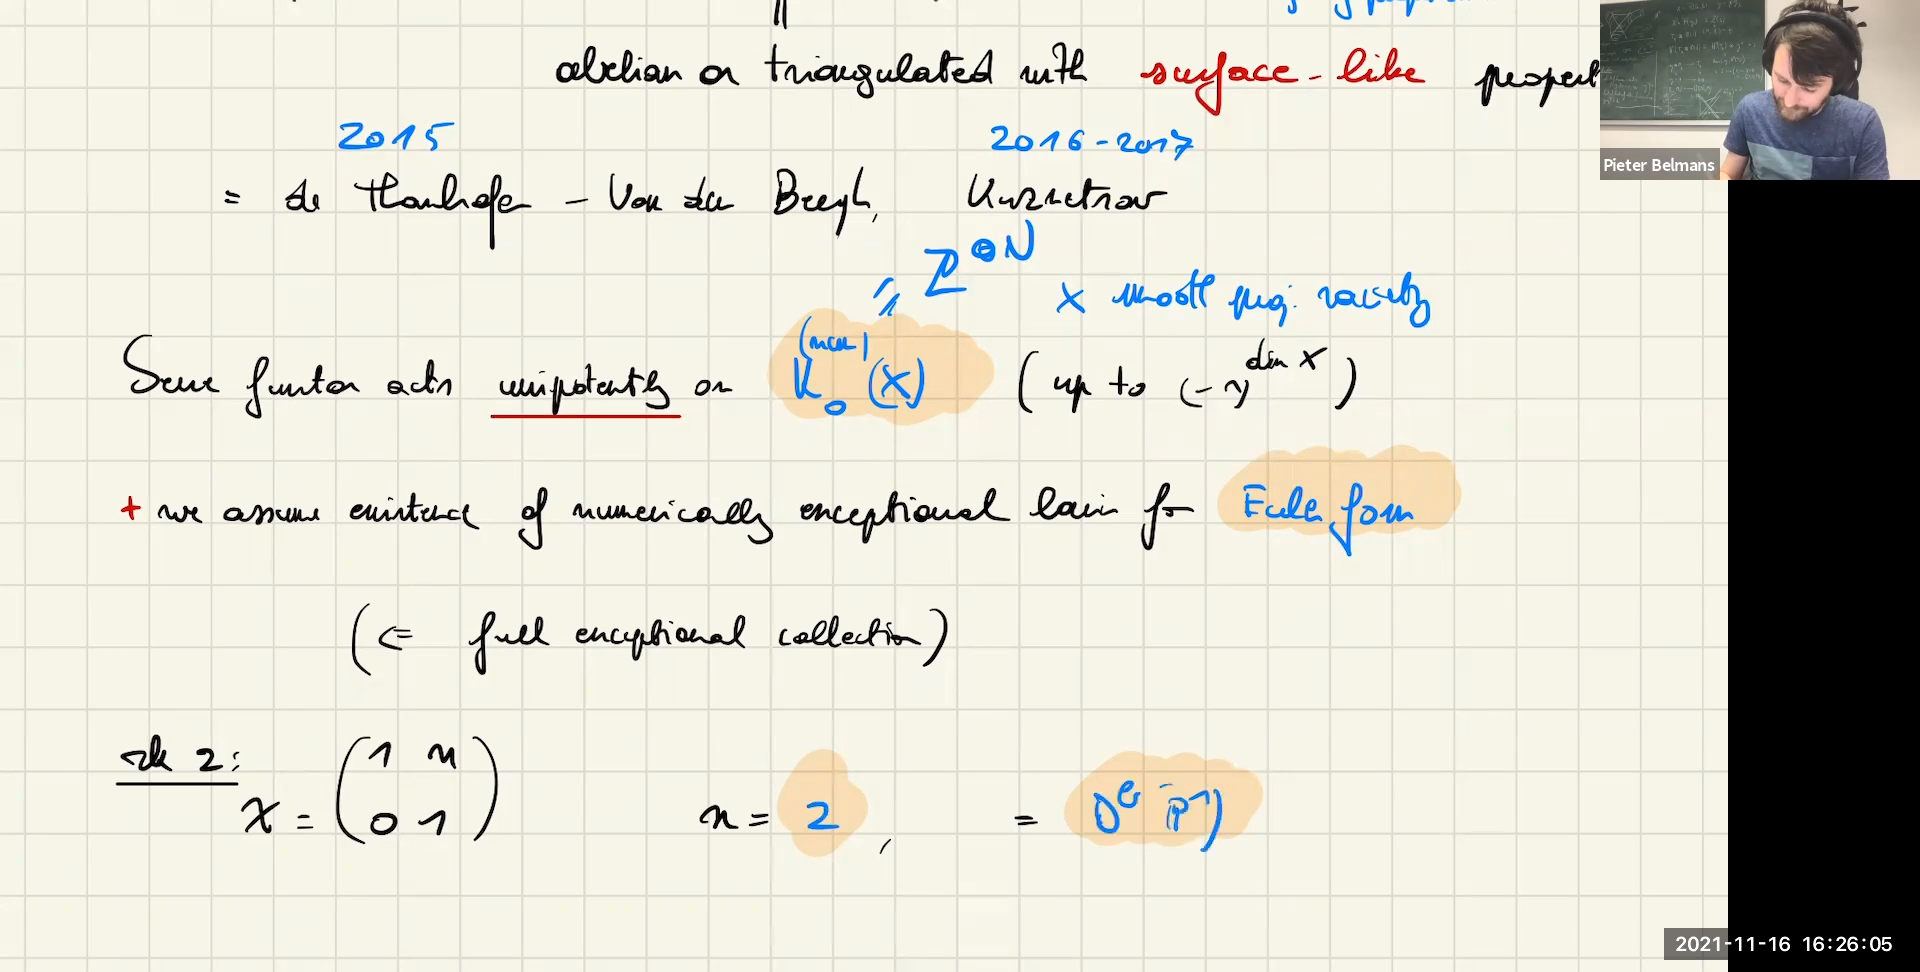 abelian or triangulated with surface-like propert
2015 2016-2017
= de Thanhofer - Van den Bergh, Kuznetsov
Z^⊕N
X smooth proj. variety
Serre functor acts unipotently on K_0^(num)(X) (up to (-1)^dim X)
+ we assume existence of numerically exceptional basis for Euler form
(⇐ full exceptional collection)
rk 2:
χ = (1 n
0 1) n = 2, = D^b(P^1)
Pieter Belmans
2021-11-16 16:26:05